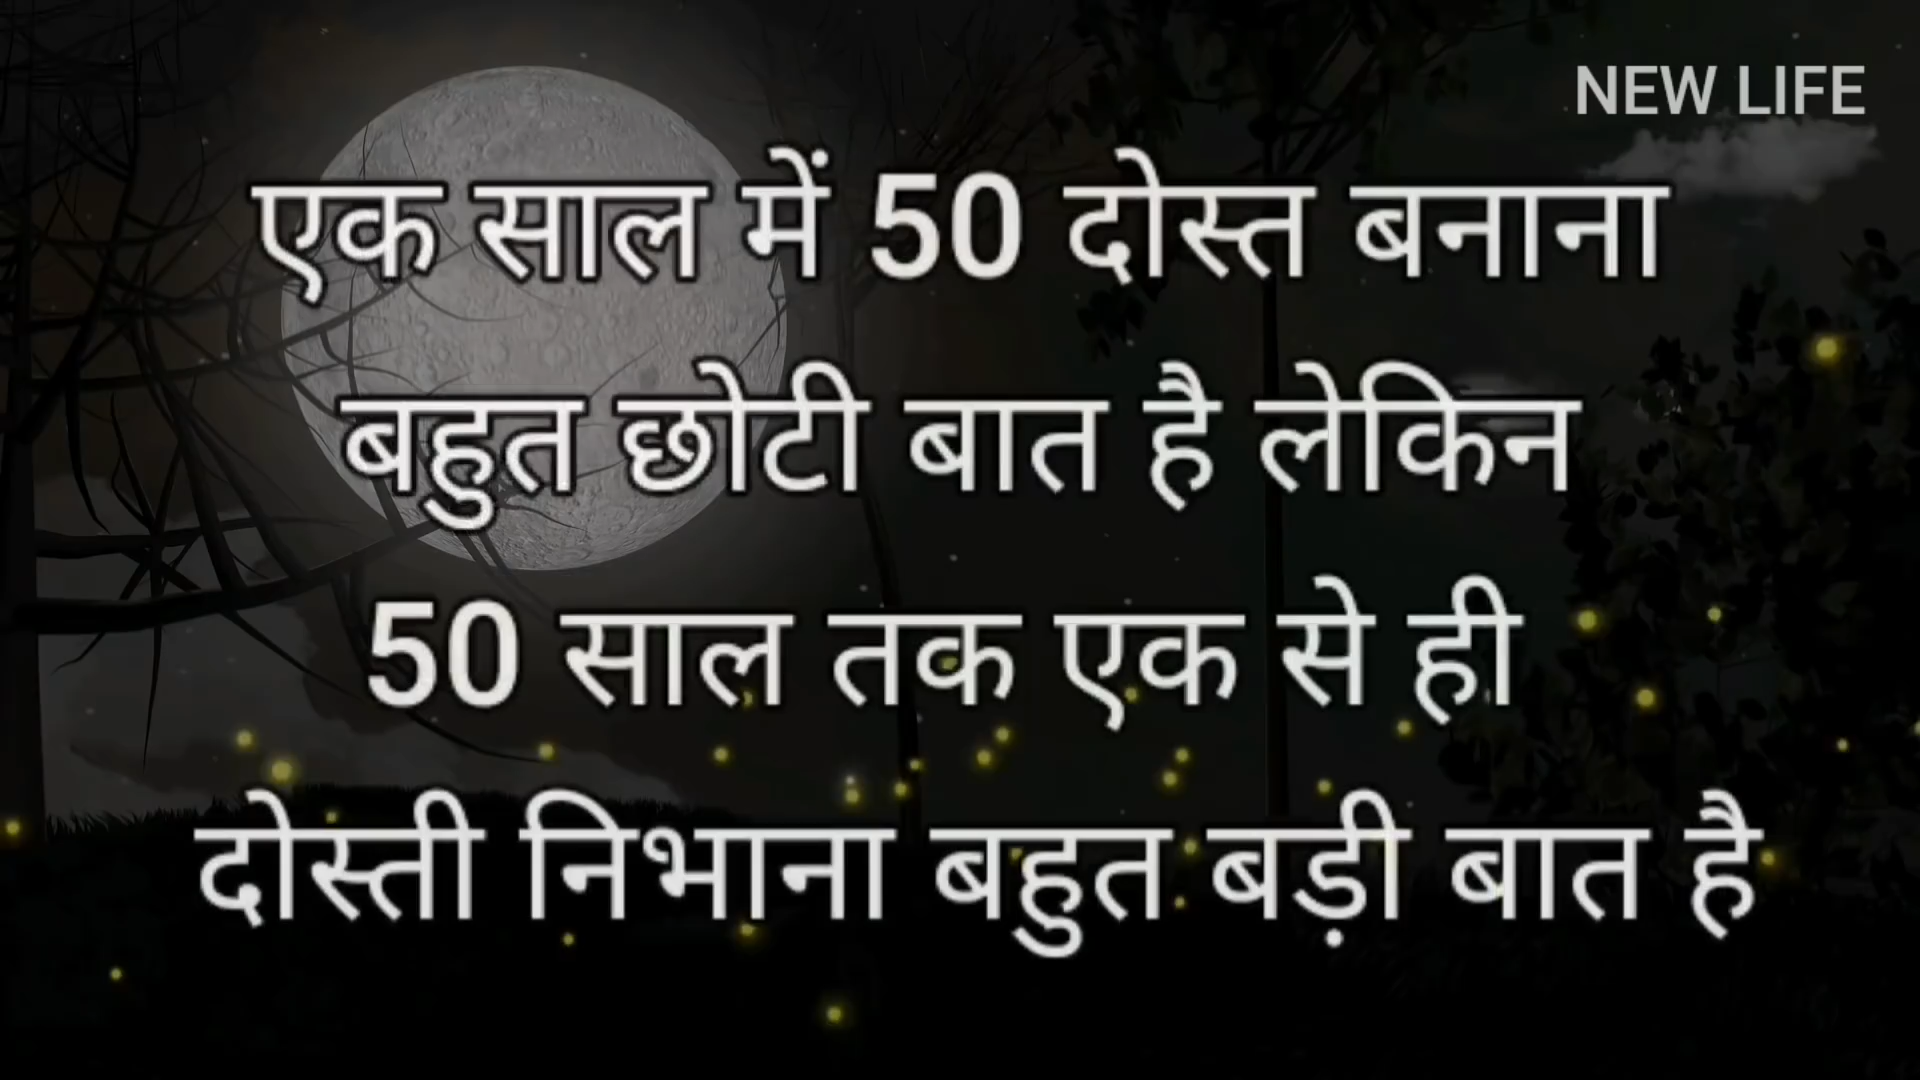 NEW LIFE
एक साल में 50 दोस्त बनाना
बहुत छोटी बात है लेकिन
50 साल तक एक से ही
दोस्ती निभाना बहुत बड़ी बात है